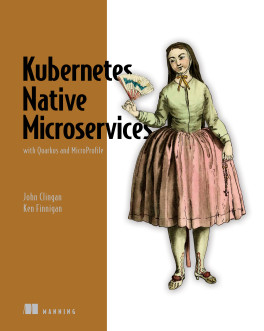 Kubernetes
Native
Microservices
with Quarkus and MicroProfile
John Clingan
Ken Finnigan
MANNING